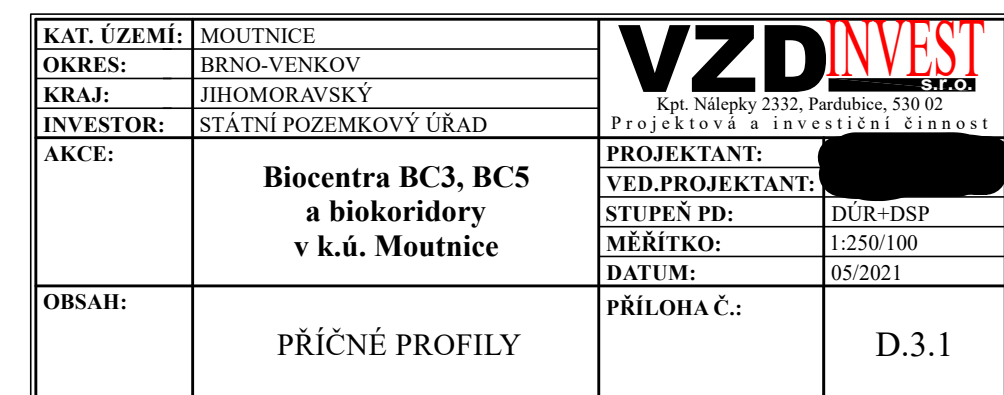 KAT. ÚZEMÍ: MOUTNICE
OKRES: BRNO-VENKOV
KRAJ: JIHOMORAVSKÝ
INVESTOR: STÁTNÍ POZEMKOVÝ ÚŘAD
VZDINVEST
s.r.o.
Kpt. Nálepky 2332, Pardubice, 530 02
Projektová a investiční činnost
AKCE:
Biocentra BC3, BC5
a biokoridory
v k.ú. Moutnice
PROJEKTANT:
VED.PROJEKTANT:
STUPEŇ PD: DÚR+DSP
MĚŘÍTKO: 1:250/100
DATUM: 05/2021
OBSAH:
PŘÍČNÉ PROFILY
PŘÍLOHA Č.:
D.3.1